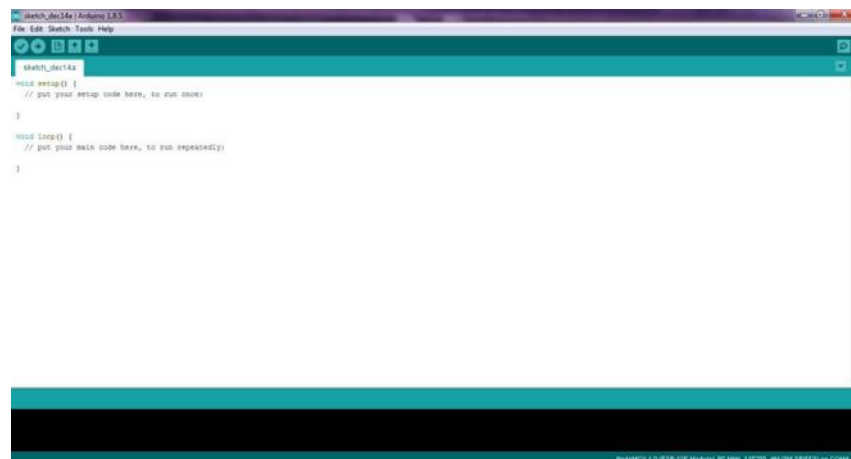 sketch_dec14a | Arduino 1.8.5
File Edit Sketch Tools Help
sketch_dec14a
void setup() {
// put your setup code here, to run once:
}
void loop() {
// put your main code here, to run repeatedly:
}